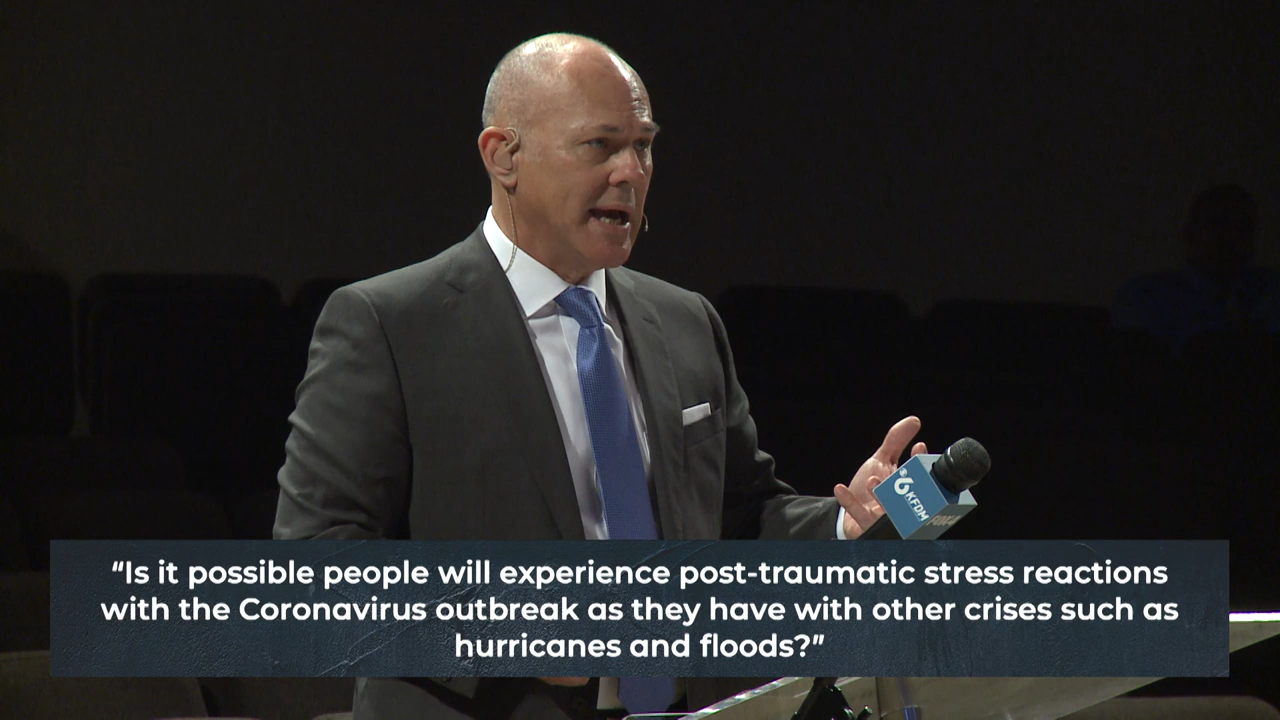 6 KFDM
FOX4
“Is it possible people will experience post-traumatic stress reactions
with the Coronavirus outbreak as they have with other crises such as
hurricanes and floods?”